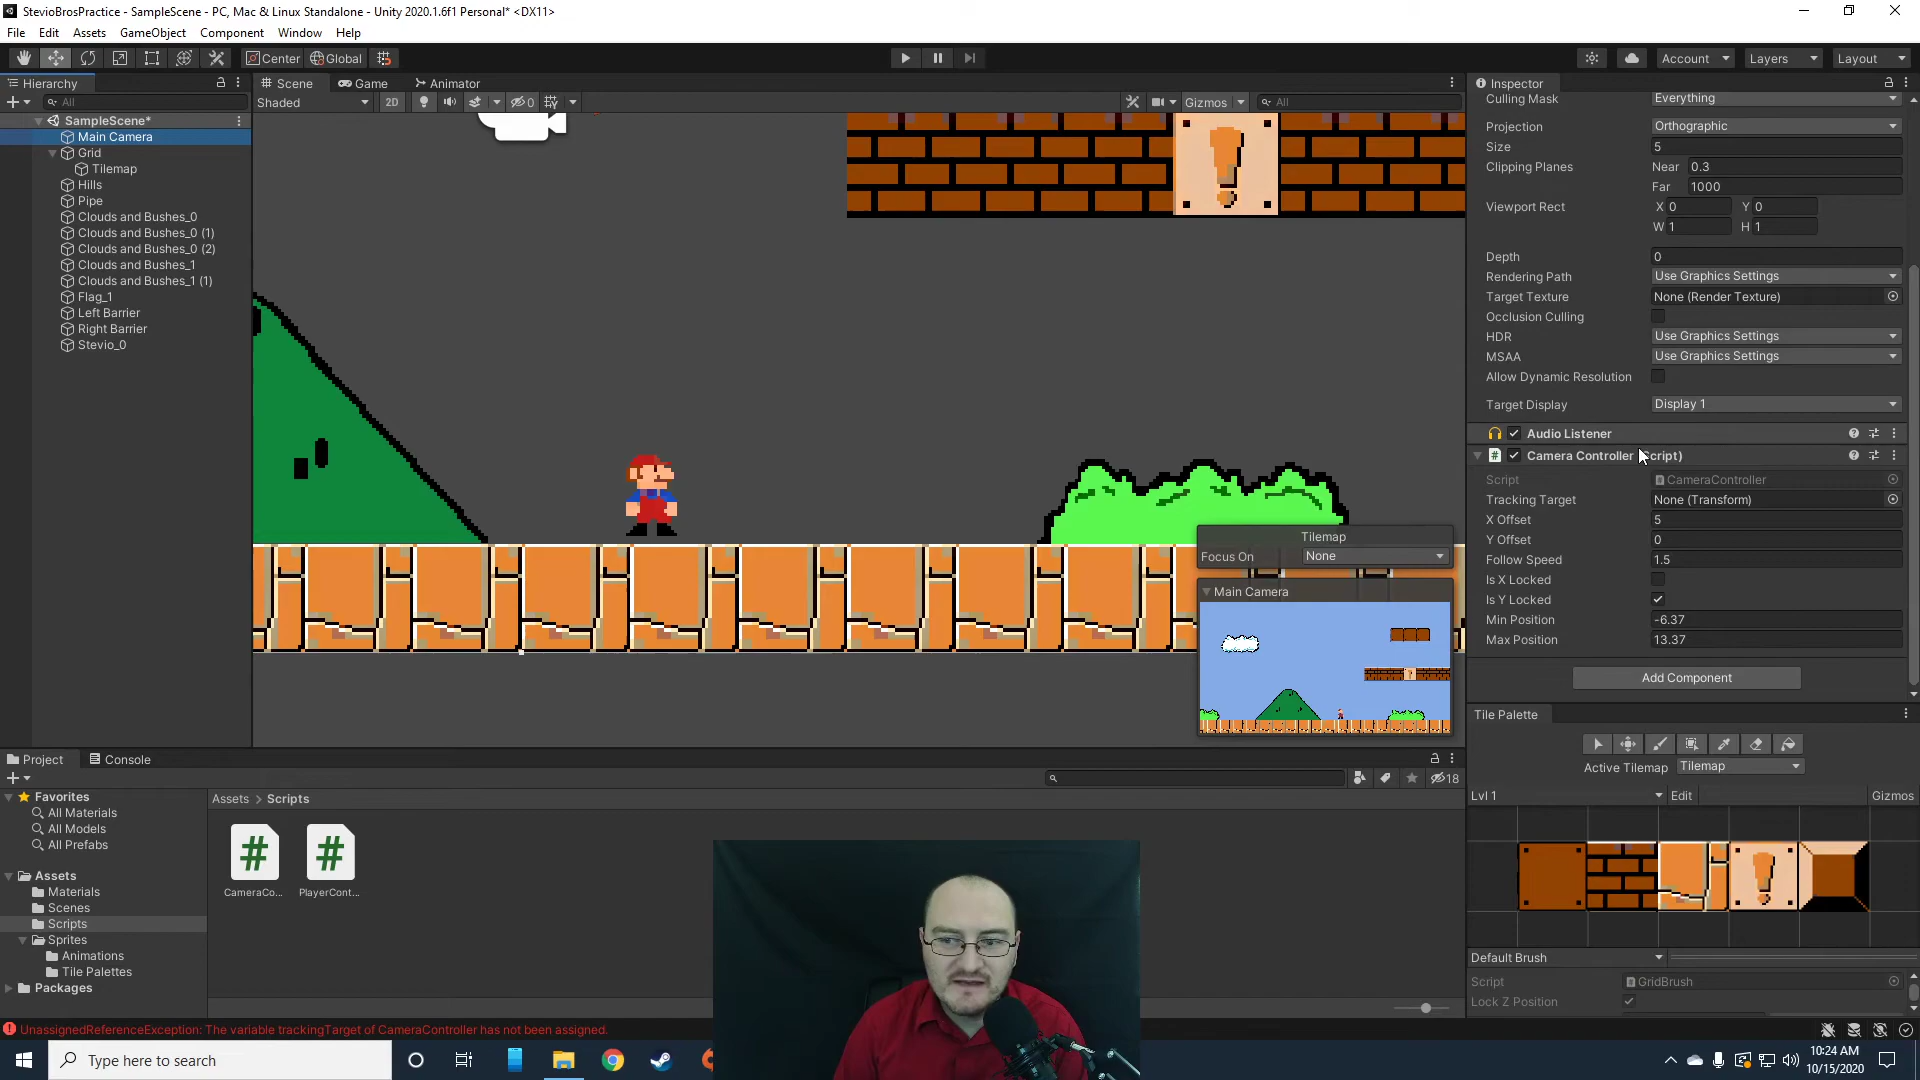 StevioBrosPractice - SampleScene - PC, Mac & Linux Standalone - Unity 2020.1.6f1 Personal* <DX11>
File Edit Assets GameObject Component Window Help
Center Global
Account Layers Layout
Hierarchy
Scene Game Animator
Inspector
All
Shaded 2D 0 Gizmos All
SampleScene*
Main Camera
Grid
Tilemap
Hills
Pipe
Clouds and Bushes_0
Clouds and Bushes_0 (1)
Clouds and Bushes_0 (2)
Clouds and Bushes_1
Clouds and Bushes_1 (1)
Flag_1
Left Barrier
Right Barrier
Stevio_0
Tilemap
Focus On None
Main Camera
Culling Mask Everything
Projection Orthographic
Size 5
Clipping Planes Near 0.3
Far 1000
Viewport Rect X 0 Y 0
W 1 H 1
Depth 0
Rendering Path Use Graphics Settings
Target Texture None (Render Texture)
Occlusion Culling
HDR Use Graphics Settings
MSAA Use Graphics Settings
Allow Dynamic Resolution
Target Display Display 1
Audio Listener
# Camera Controller Script)
Script CameraController
Tracking Target None (Transform)
X Offset 5
Y Offset 0
Follow Speed 1.5
Is X Locked
Is Y Locked
Min Position -6.37
Max Position 13.37
Add Component
Tile Palette
Active Tilemap Tilemap
Lvl 1 Edit Gizmos
Default Brush
Script GridBrush
Lock Z Position
Project Console
18
Favorites
All Materials
All Models
All Prefabs
Assets
Materials
Scenes
Scripts
Sprites
Animations
Tile Palettes
Packages
Assets > Scripts
# #
CameraCo... PlayerCont...
UnassignedReferenceException: The variable trackingTarget of CameraController has not been assigned.
Type here to search
10:24 AM
10/15/2020